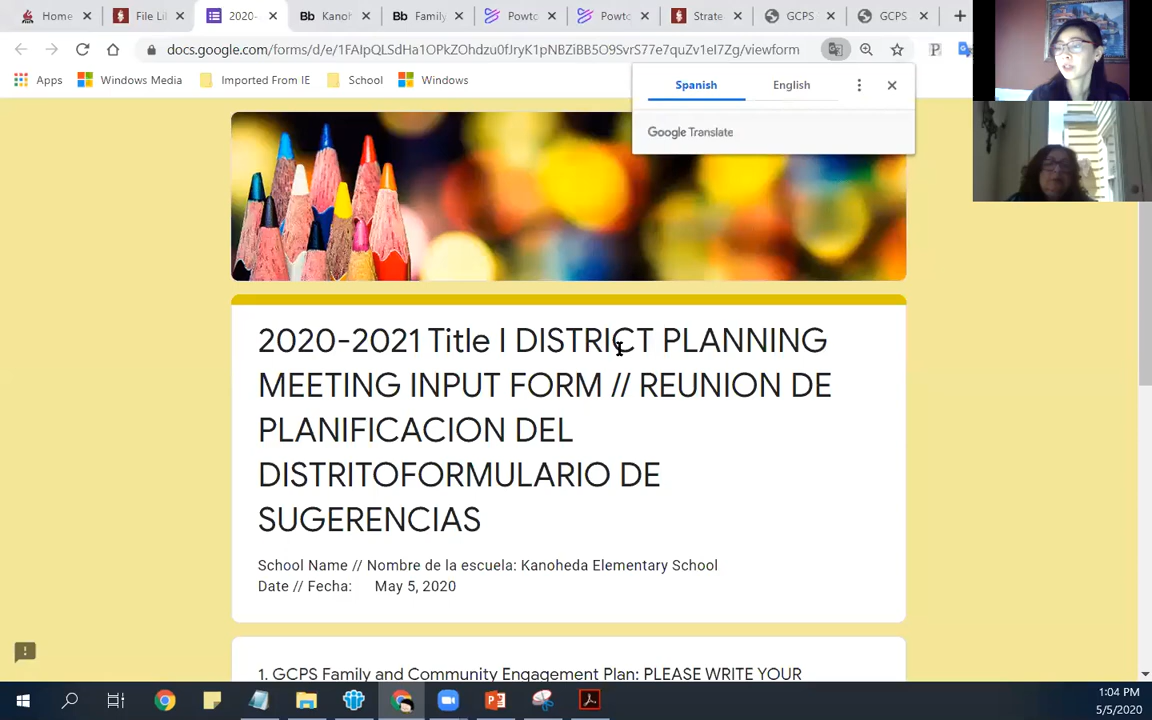 Home
File Lil
2020-
Kanoh
Family
Powto
Powto
Strate
GCPS
GCPS
docs.google.com/forms/d/e/1FAIpQLSdHa1OPkZOhdzu0fJryK1pNBZiBB5O9SvrS77e7quZv1eI7Zg/viewform
Apps
Windows Media
Imported From IE
School
Windows
Spanish
English
Google Translate
2020-2021 Title I DISTRICT PLANNING
MEETING INPUT FORM // REUNION DE
PLANIFICACION DEL
DISTRITOFORMULARIO DE
SUGERENCIAS
School Name // Nombre de la escuela: Kanoheda Elementary School
Date // Fecha: May 5, 2020
1. GCPS Family and Community Engagement Plan: PLEASE WRITE YOUR
1:04 PM
5/5/2020